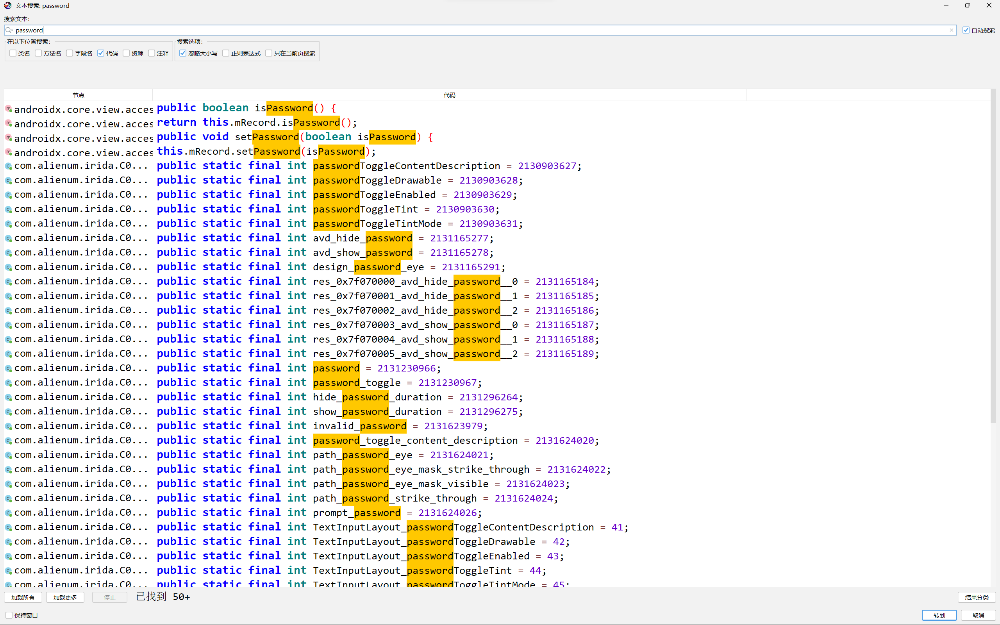 文本搜索: password
搜索文本:
password
自动搜索
在以下位置搜索:
搜索选项:
类名 方法名 字段名 代码 资源 注释
忽略大小写 正则表达式 只在当前页搜索
节点 代码
androidx.core.view.acces public boolean isPassword() {
androidx.core.view.acces return this.mRecord.isPassword();
androidx.core.view.acces public void setPassword(boolean isPassword) {
androidx.core.view.acces this.mRecord.setPassword(isPassword);
com.alienum.irida.C0... public static final int passwordToggleContentDescription = 2130903627;
com.alienum.irida.C0... public static final int passwordToggleDrawable = 2130903628;
com.alienum.irida.C0... public static final int passwordToggleEnabled = 2130903629;
com.alienum.irida.C0... public static final int passwordToggleTint = 2130903630;
com.alienum.irida.C0... public static final int passwordToggleTintMode = 2130903631;
com.alienum.irida.C0... public static final int avd_hide_password = 2131165277;
com.alienum.irida.C0... public static final int avd_show_password = 2131165278;
com.alienum.irida.C0... public static final int design_password_eye = 2131165291;
com.alienum.irida.C0... public static final int res_0x7f070000_avd_hide_password__0 = 2131165184;
com.alienum.irida.C0... public static final int res_0x7f070001_avd_hide_password__1 = 2131165185;
com.alienum.irida.C0... public static final int res_0x7f070002_avd_hide_password__2 = 2131165186;
com.alienum.irida.C0... public static final int res_0x7f070003_avd_show_password__0 = 2131165187;
com.alienum.irida.C0... public static final int res_0x7f070004_avd_show_password__1 = 2131165188;
com.alienum.irida.C0... public static final int res_0x7f070005_avd_show_password__2 = 2131165189;
com.alienum.irida.C0... public static final int password = 2131230966;
com.alienum.irida.C0... public static final int password_toggle = 2131230967;
com.alienum.irida.C0... public static final int hide_password_duration = 2131296264;
com.alienum.irida.C0... public static final int show_password_duration = 2131296275;
com.alienum.irida.C0... public static final int invalid_password = 2131623979;
com.alienum.irida.C0... public static final int password_toggle_content_description = 2131624020;
com.alienum.irida.C0... public static final int path_password_eye = 2131624021;
com.alienum.irida.C0... public static final int path_password_eye_mask_strike_through = 2131624022;
com.alienum.irida.C0... public static final int path_password_eye_mask_visible = 2131624023;
com.alienum.irida.C0... public static final int path_password_strike_through = 2131624024;
com.alienum.irida.C0... public static final int prompt_password = 2131624026;
com.alienum.irida.C0... public static final int TextInputLayout_passwordToggleContentDescription = 41;
com.alienum.irida.C0... public static final int TextInputLayout_passwordToggleDrawable = 42;
com.alienum.irida.C0... public static final int TextInputLayout_passwordToggleEnabled = 43;
com.alienum.irida.C0... public static final int TextInputLayout_passwordToggleTint = 44;
com.alienum.irida.C0... public static final int TextInputLayout_passwordToggleTintMode = 45;
加载所有 加载更多 停止 已找到 50+ 结果分类
保持窗口 转到 取消